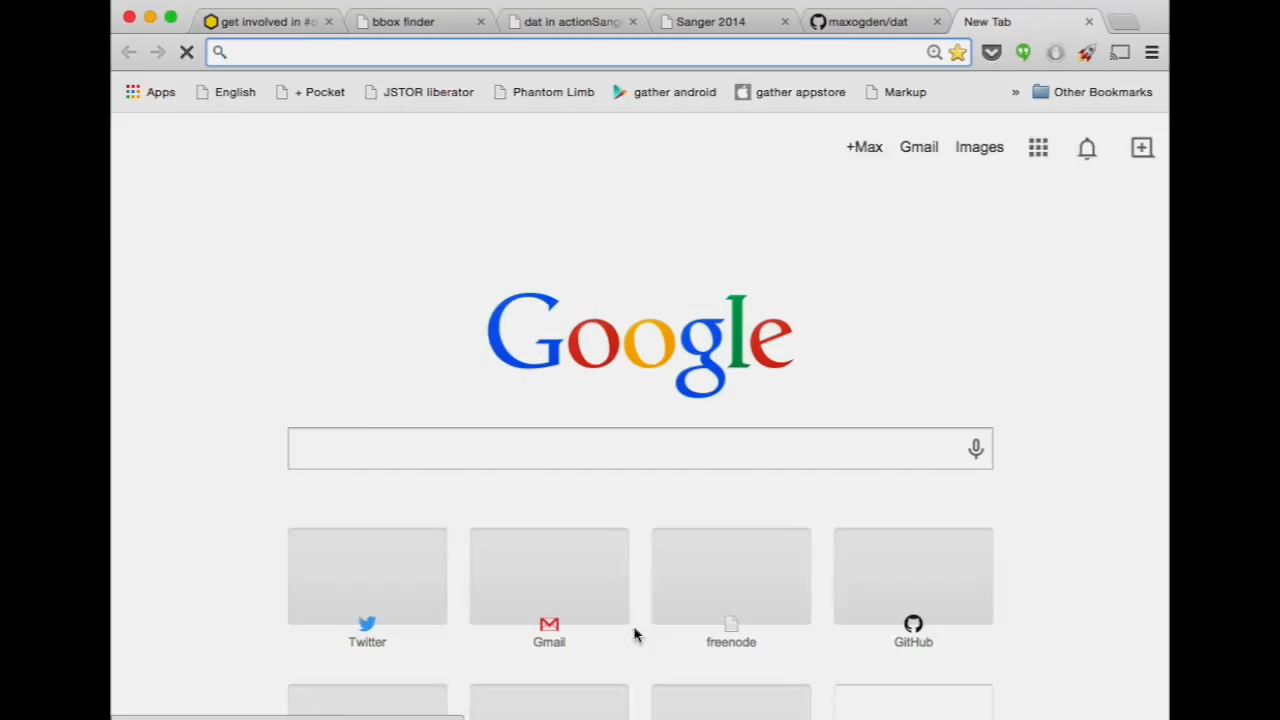 get involved in #d
bbox finder
dat in actionSang
Sanger 2014
maxogden/dat
New Tab
Apps
English
+ Pocket
JSTOR liberator
Phantom Limb
gather android
gather appstore
Markup
» Other Bookmarks
+Max
Gmail
Images
Google
Twitter
Gmail
freenode
GitHub